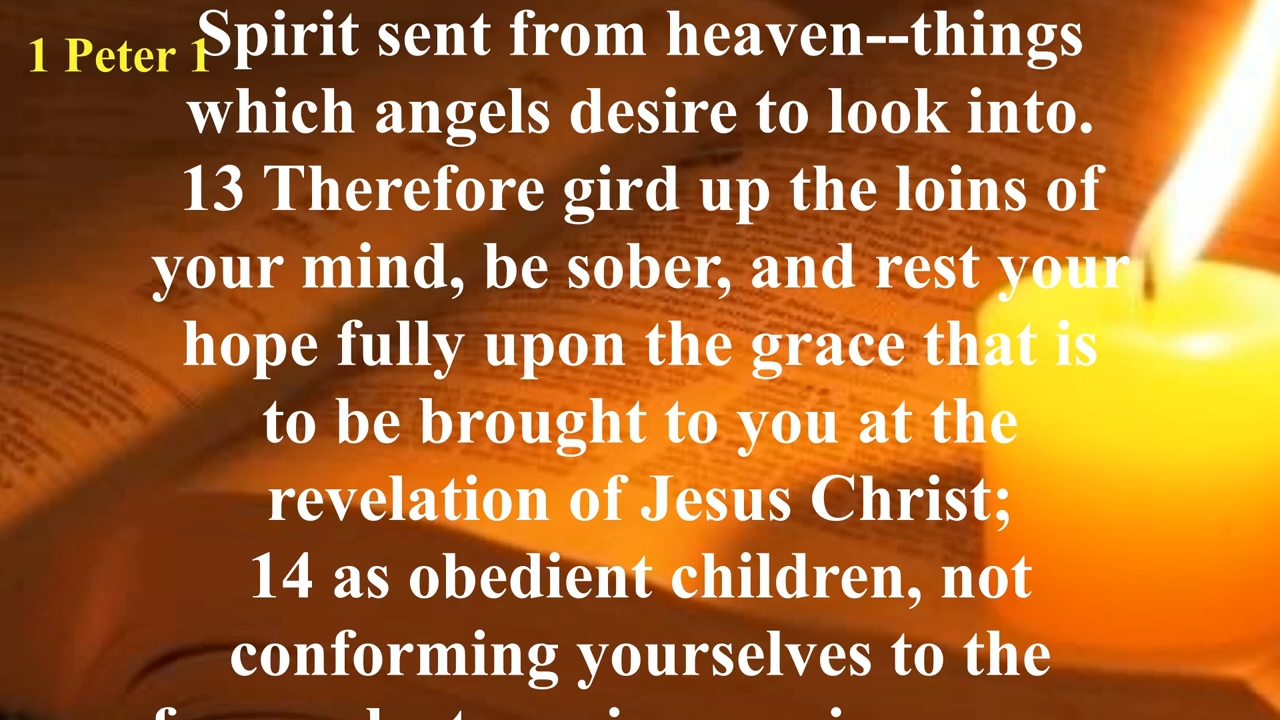 1 Peter 1
Spirit sent from heaven--things
which angels desire to look into.
13 Therefore gird up the loins of
your mind, be sober, and rest your
hope fully upon the grace that is
to be brought to you at the
revelation of Jesus Christ;
14 as obedient children, not
conforming yourselves to the